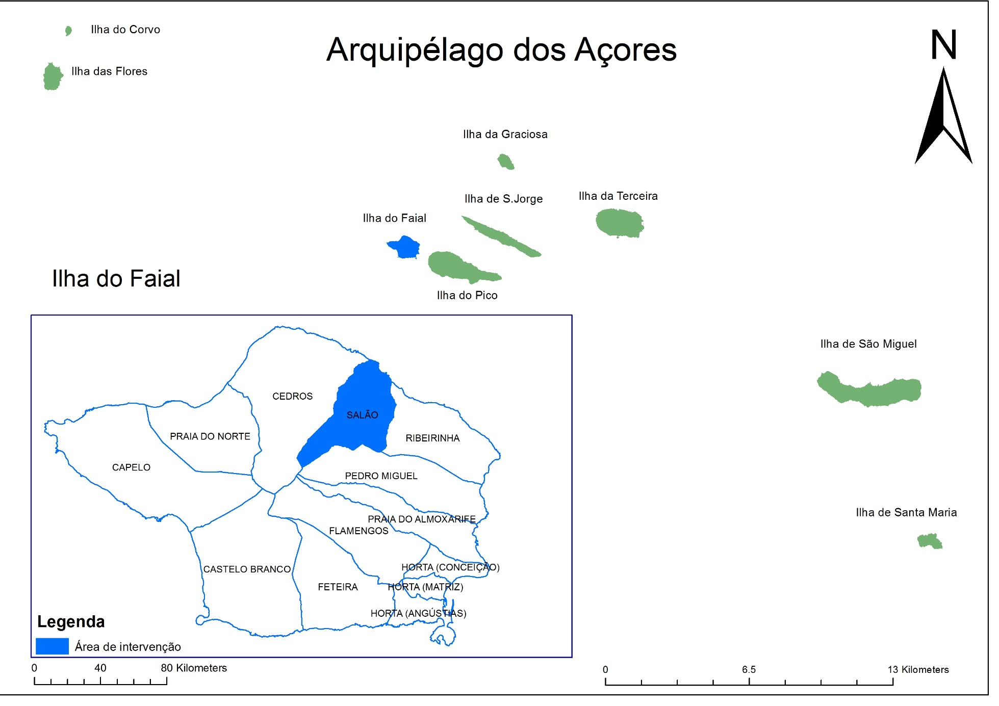 Ilha do Corvo
Arquipélago dos Açores
N
Ilha das Flores
Ilha da Graciosa
Ilha de S.Jorge
Ilha da Terceira
Ilha do Faial
Ilha do Pico
Ilha do Faial
Ilha de São Miguel
Ilha de Santa Maria
CEDROS
SALÃO
PRAIA DO NORTE
RIBEIRINHA
CAPELO
PEDRO MIGUEL
PRAIA DO ALMOXARIFE
FLAMENGOS
HORTA (CONCEIÇÃO)
CASTELO BRANCO
FETEIRA
HORTA (MATRIZ)
HORTA (ANGÚSTIAS)
Legenda
Área de intervenção
0 40 80 Kilometers
0 6.5 13 Kilometers